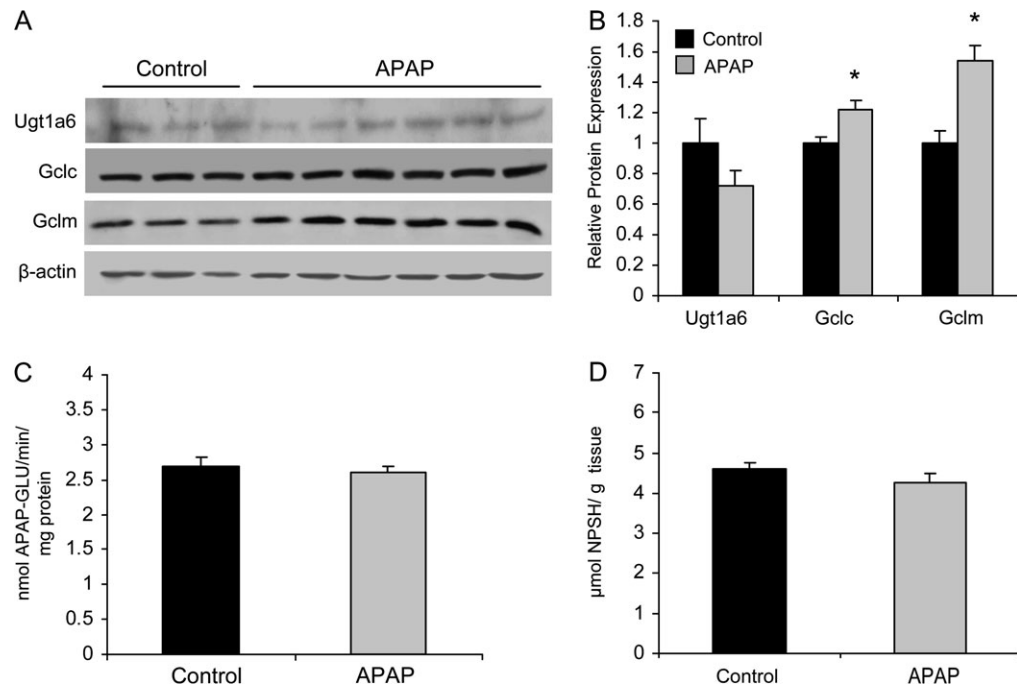 A
Control APAP
Ugt1a6
Gclc
Gclm
β-actin
B
Relative Protein Expression
1.8
1.6
1.4
1.2
1
0.8
0.6
0.4
0.2
0
Control
APAP
*
*
Ugt1a6 Gclc Gclm
C
nmol APAP-GLU/min/
mg protein
4
3.5
3
2.5
2
1.5
1
0.5
0
Control APAP
D
μmol NPSH/ g tissue
7
6
5
4
3
2
1
0
Control APAP